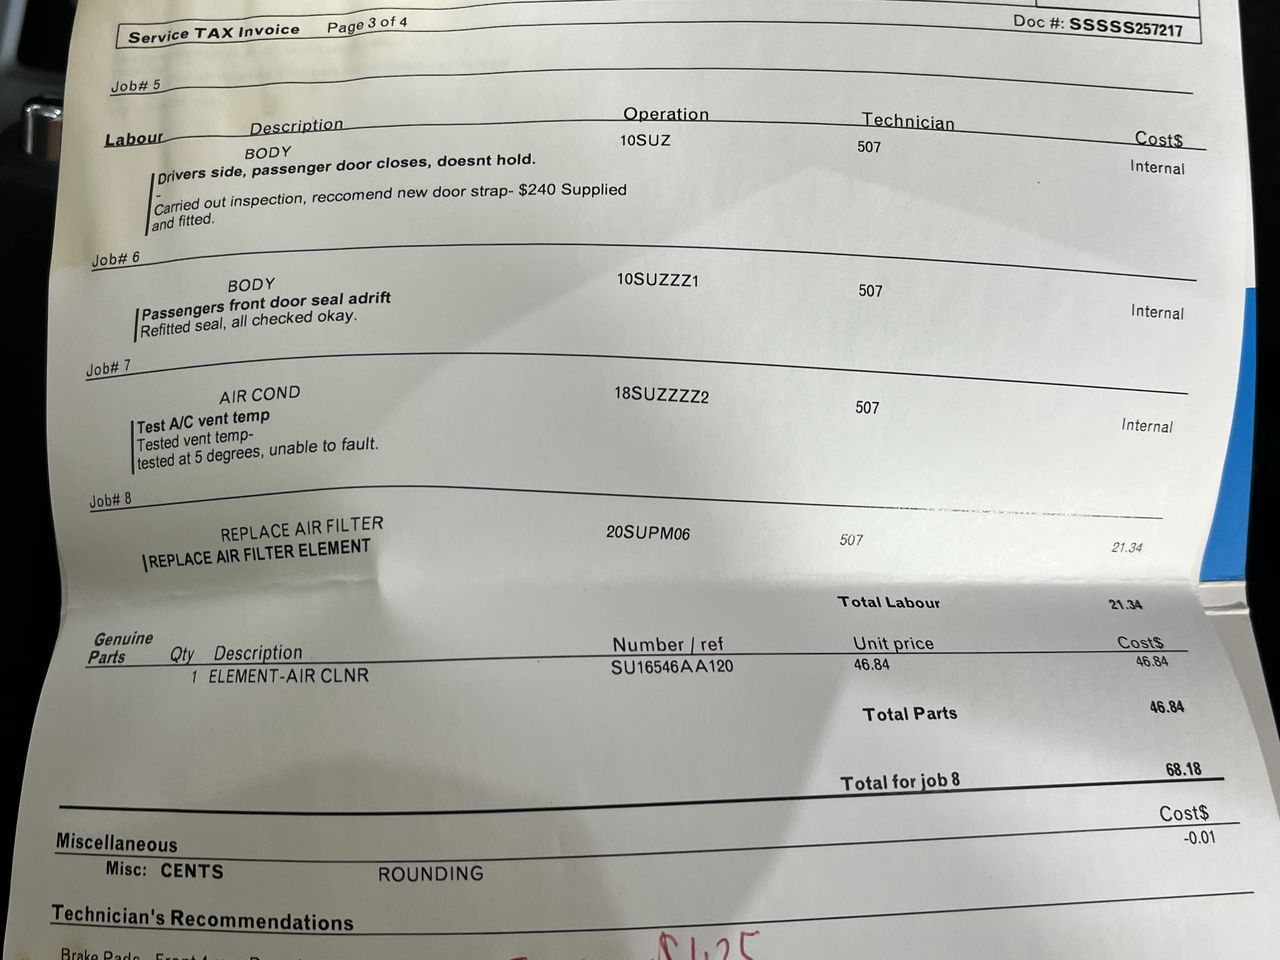 Service TAX Invoice Page 3 of 4 Doc #: SSSSS257217
Job# 5
Labour Description Operation Technician Cost$
BODY 10SUZ 507 Internal
Drivers side, passenger door closes, doesnt hold.
-
Carried out inspection, reccomend new door strap- $240 Supplied
and fitted.
Job# 6
BODY 10SUZZZ1 507 Internal
Passengers front door seal adrift
Refitted seal, all checked okay.
Job# 7
AIR COND 18SUZZZZ2 507 Internal
Test A/C vent temp
Tested vent temp-
tested at 5 degrees, unable to fault.
Job# 8
REPLACE AIR FILTER 20SUPM06 507 21.34
REPLACE AIR FILTER ELEMENT
Total Labour 21.34
Genuine
Parts Qty Description Number / ref Unit price Cost$
1 ELEMENT-AIR CLNR SU16546AA120 46.84 46.84
Total Parts 46.84
Total for job 8 68.18
Cost$
Miscellaneous -0.01
Misc: CENTS ROUNDING
Technician's Recommendations
Brake Pads